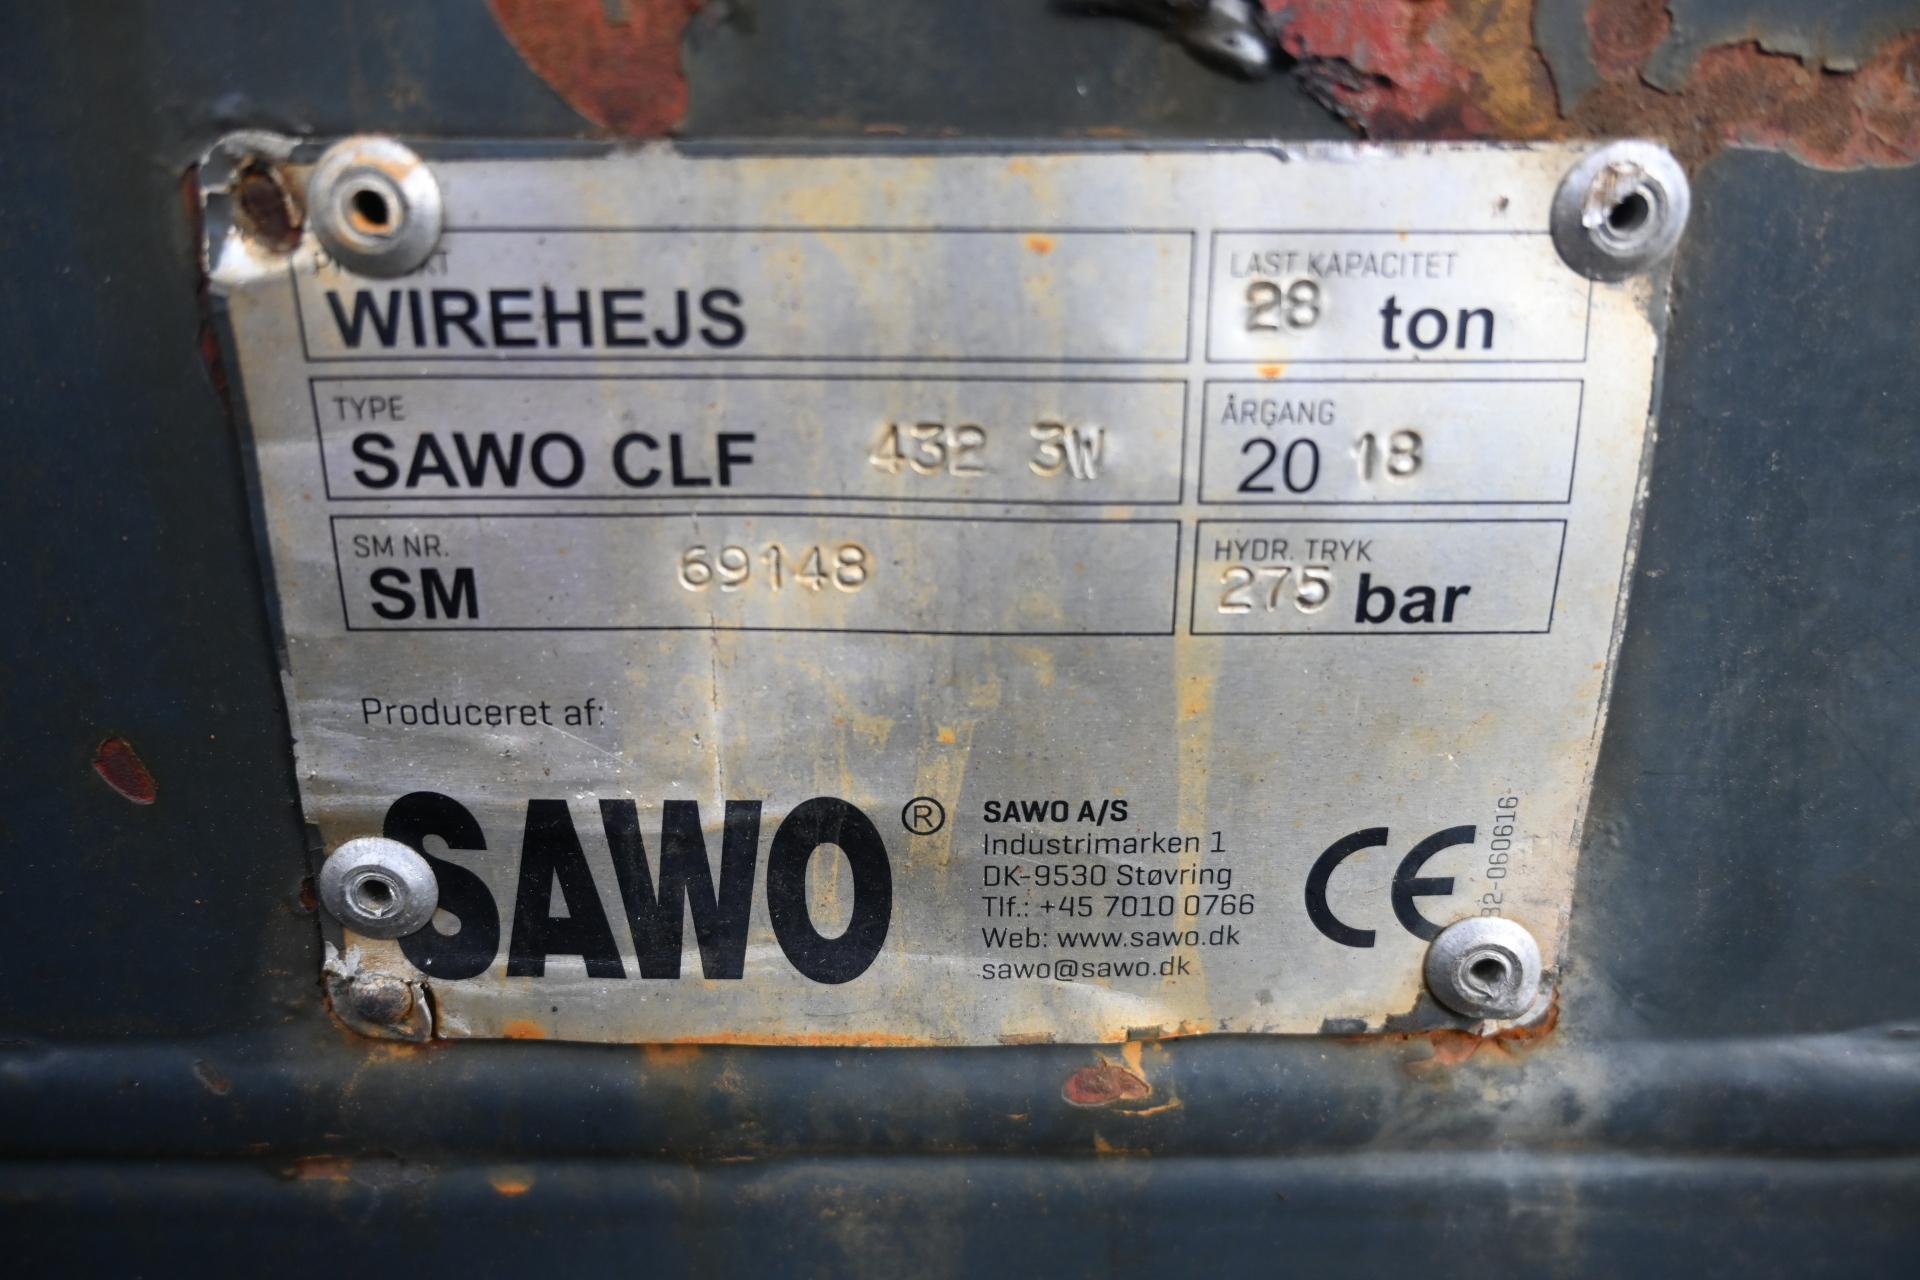 WIREHEJS
LAST KAPACITET
28 ton
TYPE
SAWO CLF 432 3W
ÅRGANG
20 18
SM NR.
SM 69148
HYDR. TRYK
275 bar
Produceret af:
SAWO®
SAWO A/S
Industrimarken 1
DK-9530 Støvring
Tlf.: +45 7010 0766
Web: www.sawo.dk
sawo@sawo.dk
CE